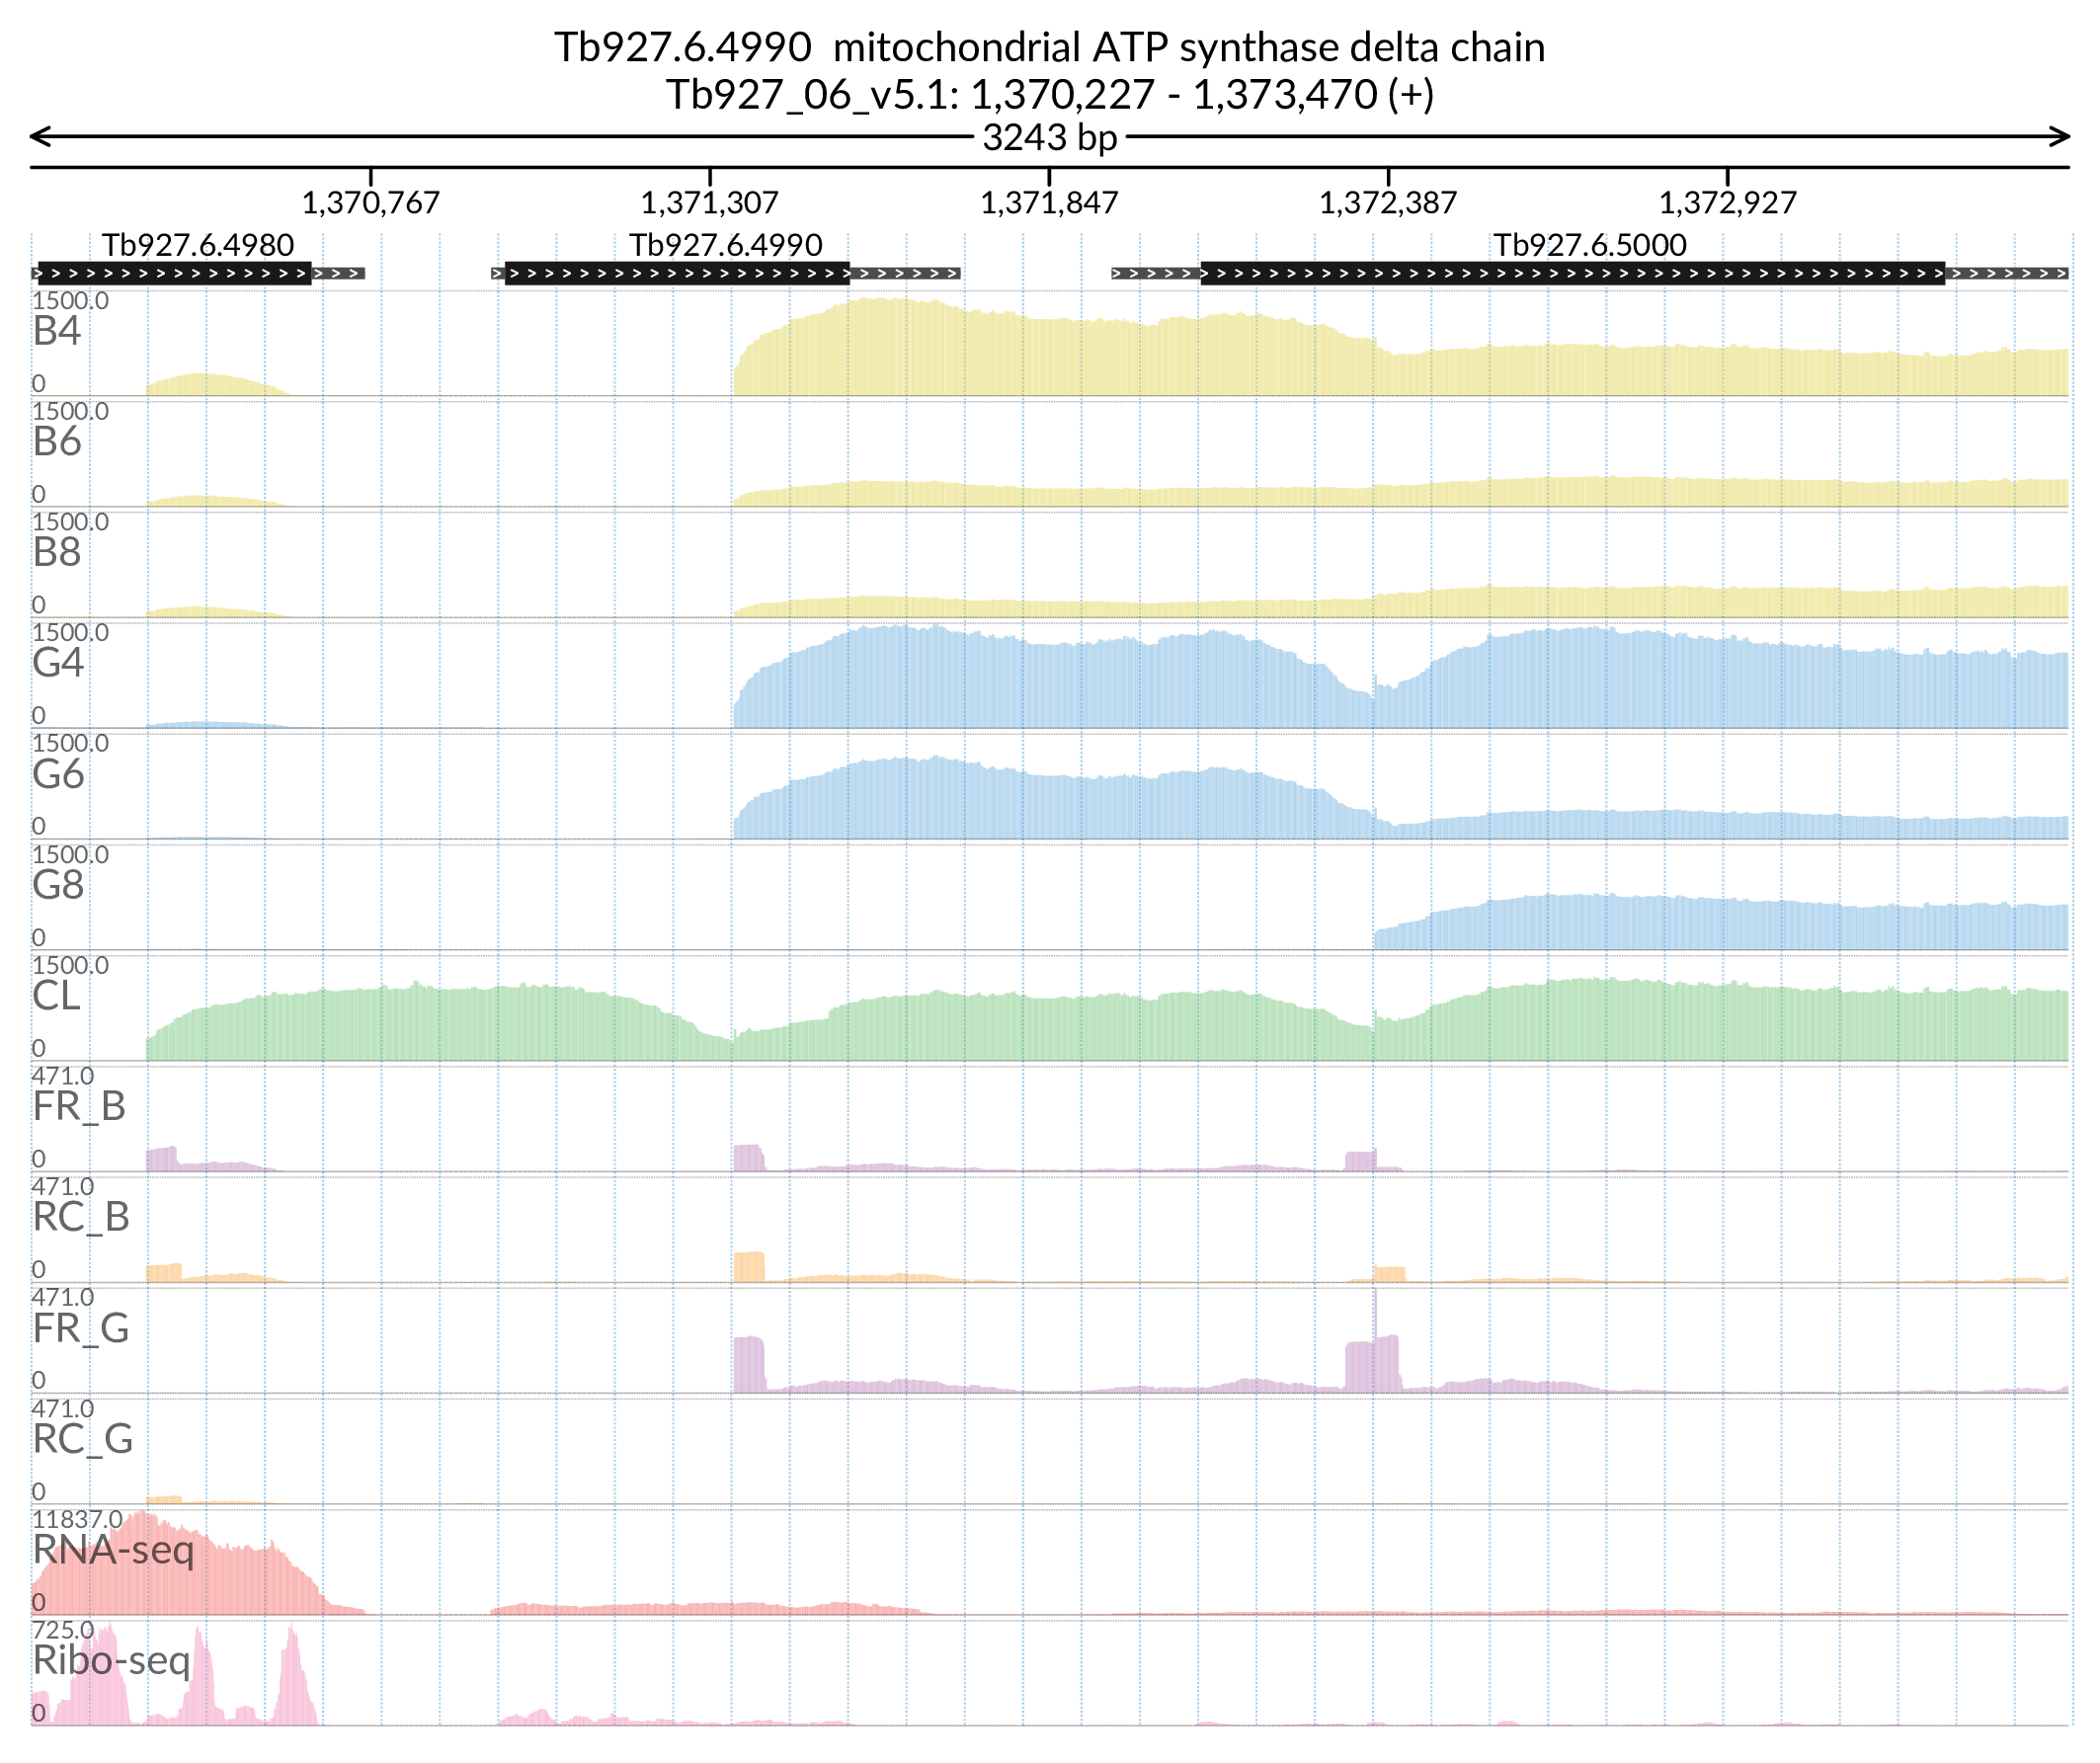 Tb927.6.4990 mitochondrial ATP synthase delta chain
Tb927_06_v5.1: 1,370,227 - 1,373,470 (+)
3243 bp
1,370,767 1,371,307 1,371,847 1,372,387 1,372,927
Tb927.6.4980 Tb927.6.4990 Tb927.6.5000
1500.0
B4
0
1500.0
B6
0
1500.0
B8
0
1500.0
G4
0
1500.0
G6
0
1500.0
G8
0
1500.0
CL
0
471.0
FR_B
0
471.0
RC_B
0
471.0
FR_G
0
471.0
RC_G
0
11837.0
RNA-seq
0
725.0
Ribo-seq
0